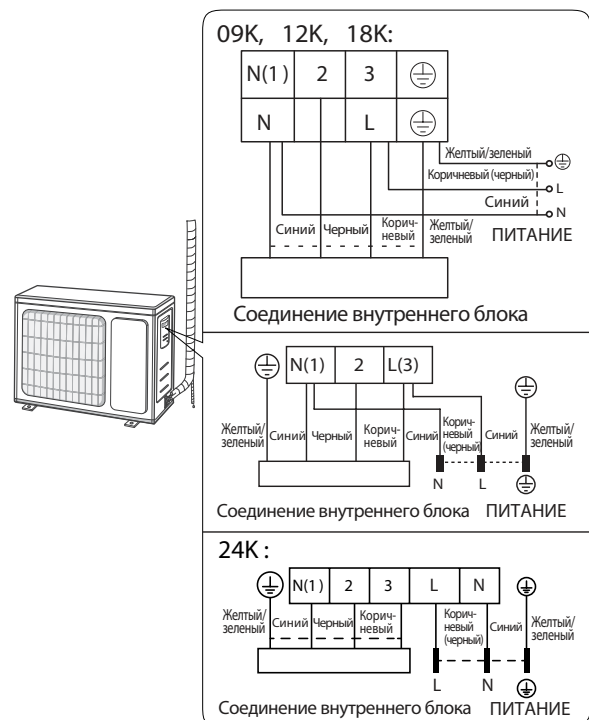 09K, 12K, 18K:
N(1) 2 3
N L
Желтый/зеленый
Коричневый (черный)
L
Синий
N
Синий Черный Корич-
невый Желтый/
зеленый
ПИТАНИЕ
Соединение внутреннего блока
N(1) 2 L(3)
Желтый/
зеленый
Синий
Черный
Корич-
невый
Синий
Корич-
невый
(черный)
Синий
Желтый/
зеленый
N L
Соединение внутреннего блока ПИТАНИЕ
24K :
N(1) 2 3 L N
Желтый/
зеленый
Синий
Черный
Корич-
невый
Корич-
невый
(черный)
Синий
Желтый/
зеленый
L N
Соединение внутреннего блока ПИТАНИЕ